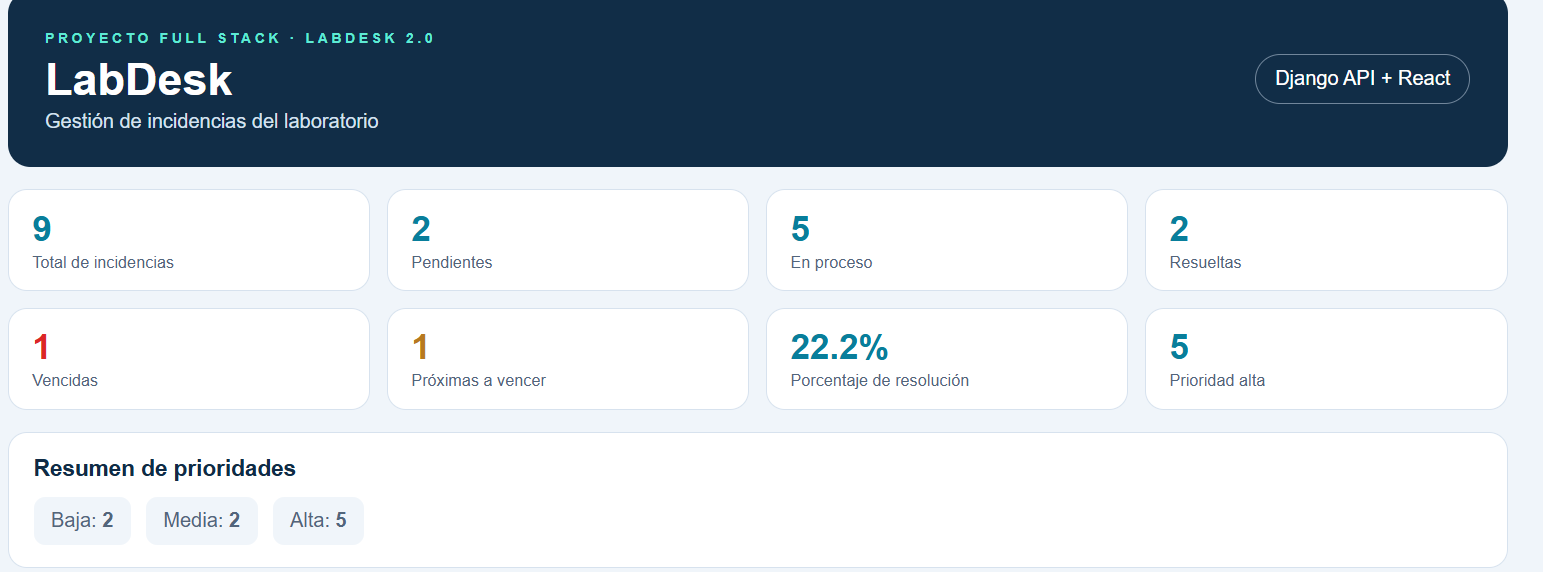 PROYECTO FULL STACK · LABDESK 2.0
LabDesk
Gestión de incidencias del laboratorio
Django API + React
9
Total de incidencias
2
Pendientes
5
En proceso
2
Resueltas
1
Vencidas
1
Próximas a vencer
22.2%
Porcentaje de resolución
5
Prioridad alta
Resumen de prioridades
Baja: 2
Media: 2
Alta: 5